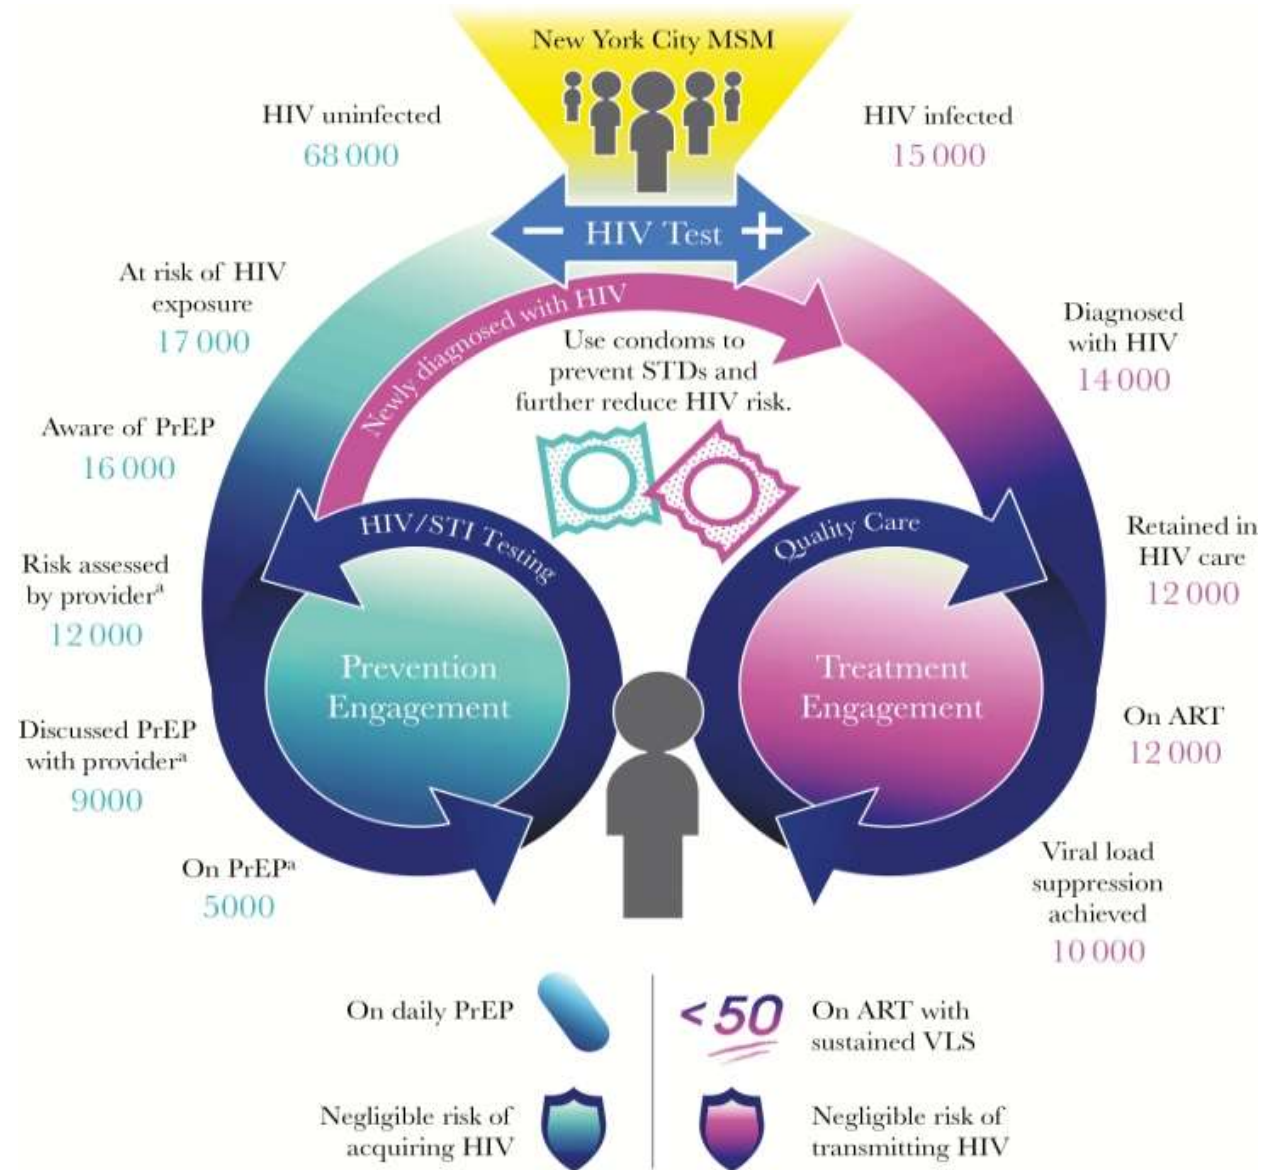 New York City MSM
HIV uninfected
68 000
HIV infected
15 000
− HIV Test +
At risk of HIV
exposure
17 000
Newly diagnosed with HIV
Use condoms to
prevent STDs and
further reduce HIV risk.
Diagnosed
with HIV
14 000
Aware of PrEP
16 000
HIV/STI Testing
Quality Care
Retained in
HIV care
12 000
Risk assessed
by providerᵃ
12 000
Prevention
Engagement
Treatment
Engagement
Discussed PrEP
with providerᵃ
9000
On ART
12 000
On PrEPᵃ
5000
Viral load
suppression
achieved
10 000
On daily PrEP
<50
On ART with
sustained VLS
Negligible risk of
acquiring HIV
Negligible risk of
transmitting HIV